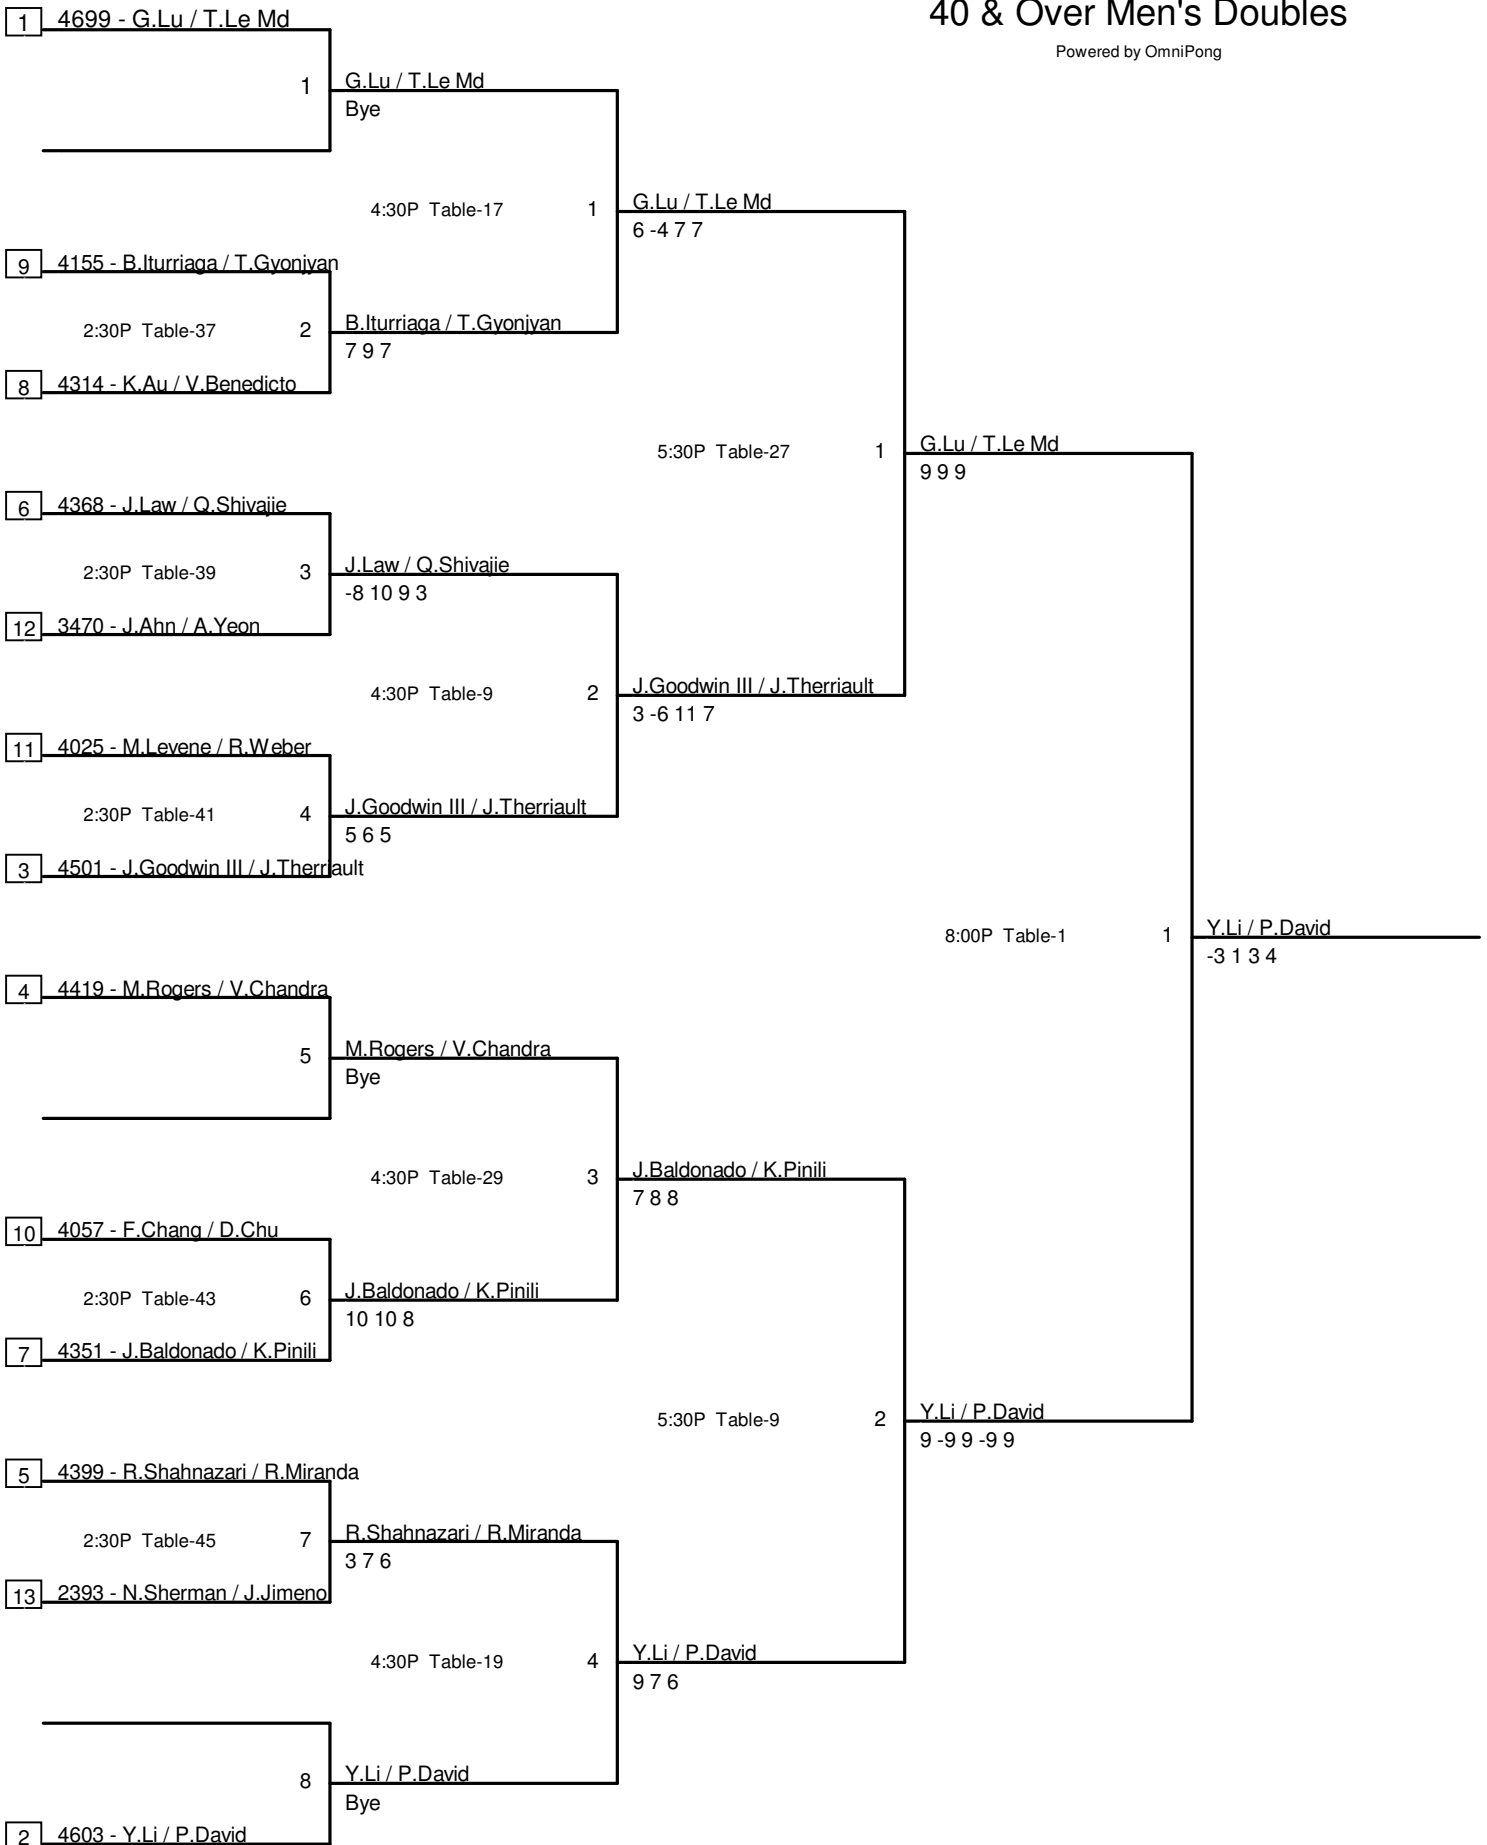 40 & Over Men's Doubles
Powered by OmniPong
1 4699 - G.Lu / T.Le Md
1 G.Lu / T.Le Md
Bye
4:30P Table-17 1 G.Lu / T.Le Md
6 -4 7 7
9 4155 - B.Iturriaga / T.Gyonjyan
2:30P Table-37 2 B.Iturriaga / T.Gyonjyan
7 9 7
8 4314 - K.Au / V.Benedicto
5:30P Table-27 1 G.Lu / T.Le Md
9 9 9
6 4368 - J.Law / Q.Shivajie
2:30P Table-39 3 J.Law / Q.Shivajie
-8 10 9 3
12 3470 - J.Ahn / A.Yeon
4:30P Table-9 2 J.Goodwin III / J.Therriault
3 -6 11 7
11 4025 - M.Levene / R.Weber
2:30P Table-41 4 J.Goodwin III / J.Therriault
5 6 5
3 4501 - J.Goodwin III / J.Therriault
8:00P Table-1 1 Y.Li / P.David
-3 1 3 4
4 4419 - M.Rogers / V.Chandra
5 M.Rogers / V.Chandra
Bye
4:30P Table-29 3 J.Baldonado / K.Pinili
7 8 8
10 4057 - F.Chang / D.Chu
2:30P Table-43 6 J.Baldonado / K.Pinili
10 10 8
7 4351 - J.Baldonado / K.Pinili
5:30P Table-9 2 Y.Li / P.David
9 -9 9 -9 9
5 4399 - R.Shahnazari / R.Miranda
2:30P Table-45 7 R.Shahnazari / R.Miranda
3 7 6
13 2393 - N.Sherman / J.Jimeno
4:30P Table-19 4 Y.Li / P.David
9 7 6
8 Y.Li / P.David
Bye
2 4603 - Y.Li / P.David